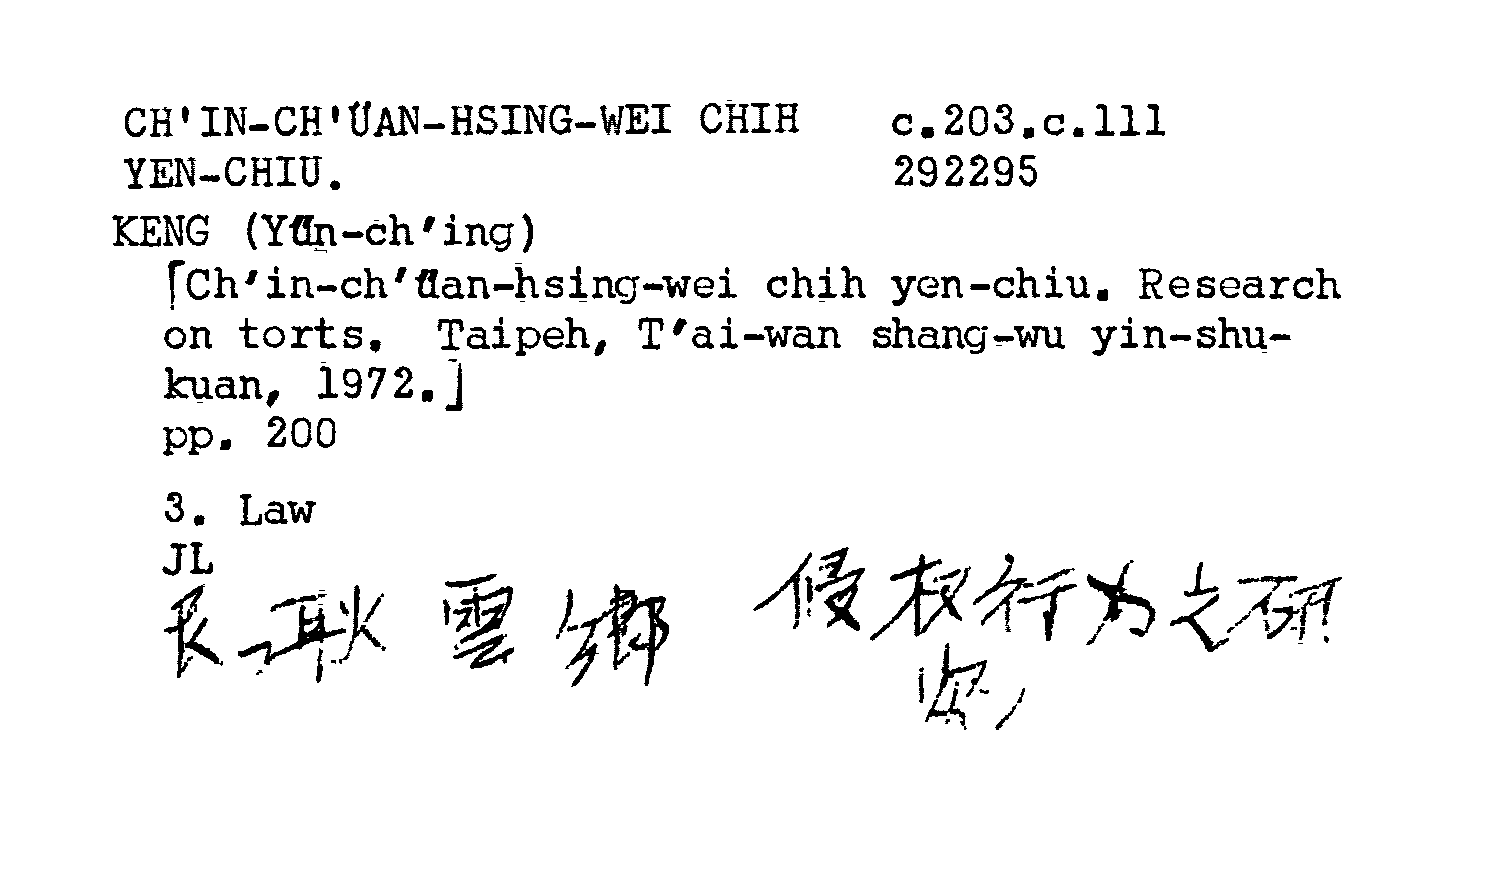 CH'IN-CH'ÜAN-HSING-WEI CHIH c.203.c.111
YEN-CHIU. 292295
KENG (Yün-ch'ing)
⌈Ch'in-ch'üan-hsing-wei chih yen-chiu. Research
on torts. Taipeh, T'ai-wan shang-wu yin-shu-
kuan, 1972.⌋
pp. 200
3. Law
JL
耿 雲 鄉 侵权行为之研